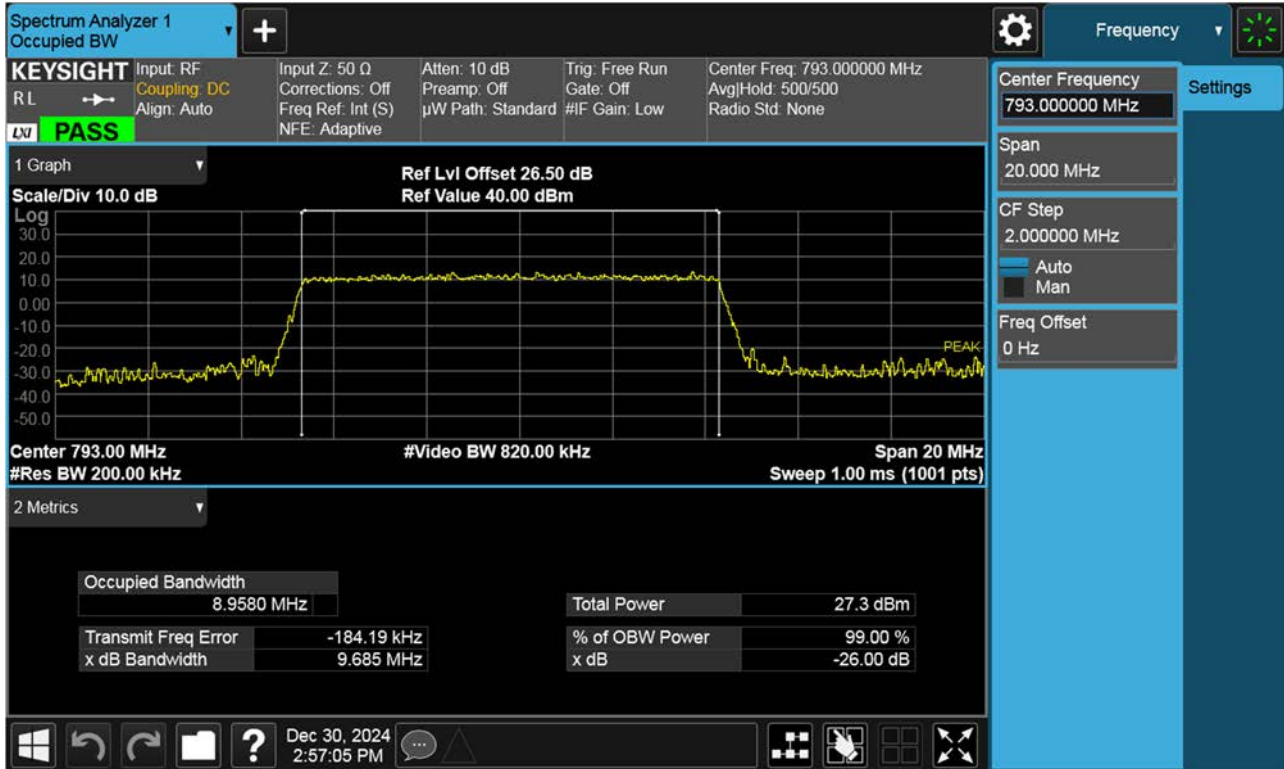 Spectrum Analyzer 1
Occupied BW
Frequency
KEYSIGHT
RL
LXI
PASS
Input: RF
Coupling: DC
Align: Auto
Input Z: 50 Ω
Corrections: Off
Freq Ref: Int (S)
NFE: Adaptive
Atten: 10 dB
Preamp: Off
µW Path: Standard
Trig: Free Run
Gate: Off
#IF Gain: Low
Center Freq: 793.000000 MHz
Avg|Hold: 500/500
Radio Std: None
Center Frequency
793.000000 MHz
Settings
Span
20.000 MHz
CF Step
2.000000 MHz
Auto
Man
Freq Offset
0 Hz
1 Graph
Scale/Div 10.0 dB
Ref Lvl Offset 26.50 dB
Ref Value 40.00 dBm
Log
30.0
20.0
10.0
0.00
-10.0
-20.0
-30.0
-40.0
-50.0
PEAK
Center 793.00 MHz
#Video BW 820.00 kHz
Span 20 MHz
#Res BW 200.00 kHz
Sweep 1.00 ms (1001 pts)
2 Metrics
Occupied Bandwidth
8.9580 MHz
Total Power 27.3 dBm
Transmit Freq Error -184.19 kHz
% of OBW Power 99.00 %
x dB Bandwidth 9.685 MHz
x dB -26.00 dB
?
Dec 30, 2024
2:57:05 PM